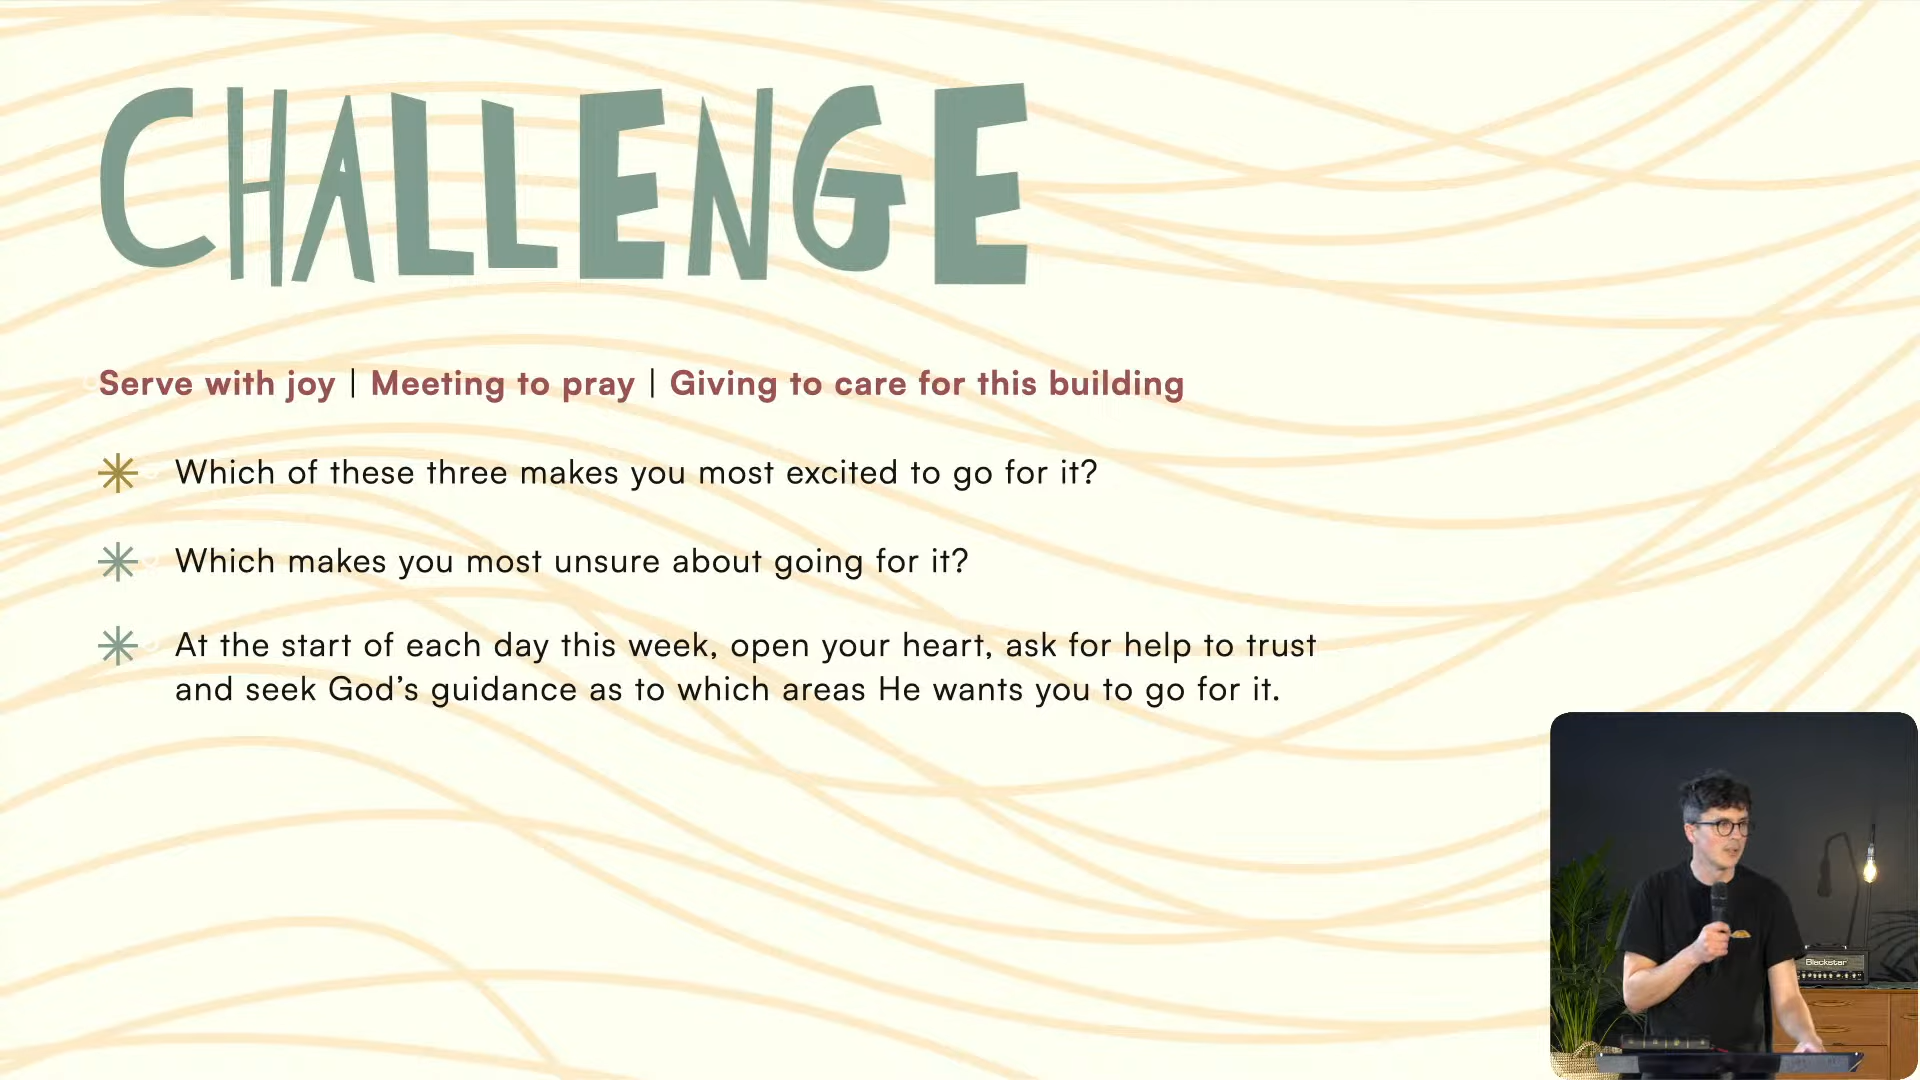 CHALLENGE
Serve with joy | Meeting to pray | Giving to care for this building
Which of these three makes you most excited to go for it?
Which makes you most unsure about going for it?
At the start of each day this week, open your heart, ask for help to trust
and seek God’s guidance as to which areas He wants you to go for it.
Blackstar